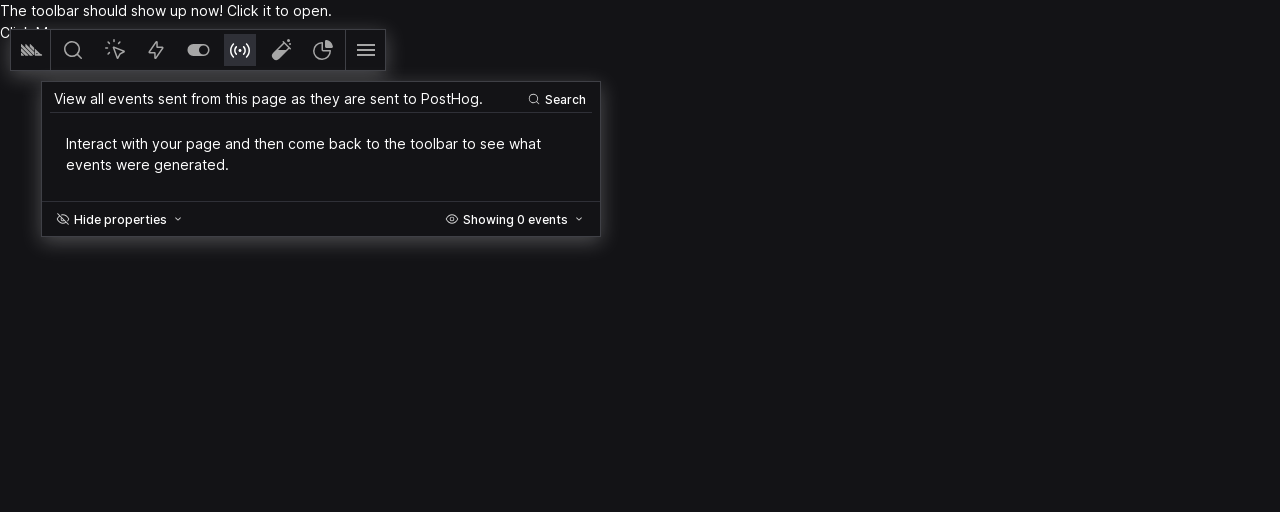 The toolbar should show up now! Click it to open.
View all events sent from this page as they are sent to PostHog.
Search
Interact with your page and then come back to the toolbar to see what
events were generated.
Hide properties
Showing 0 events